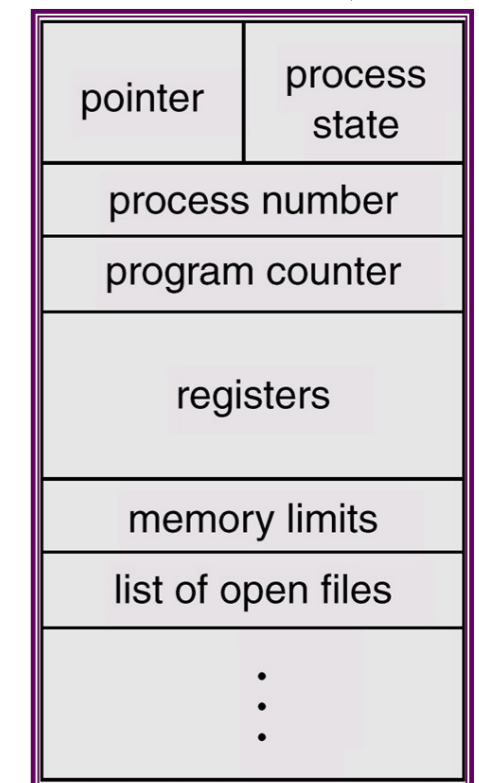 pointer
process
state
process number
program counter
registers
memory limits
list of open files